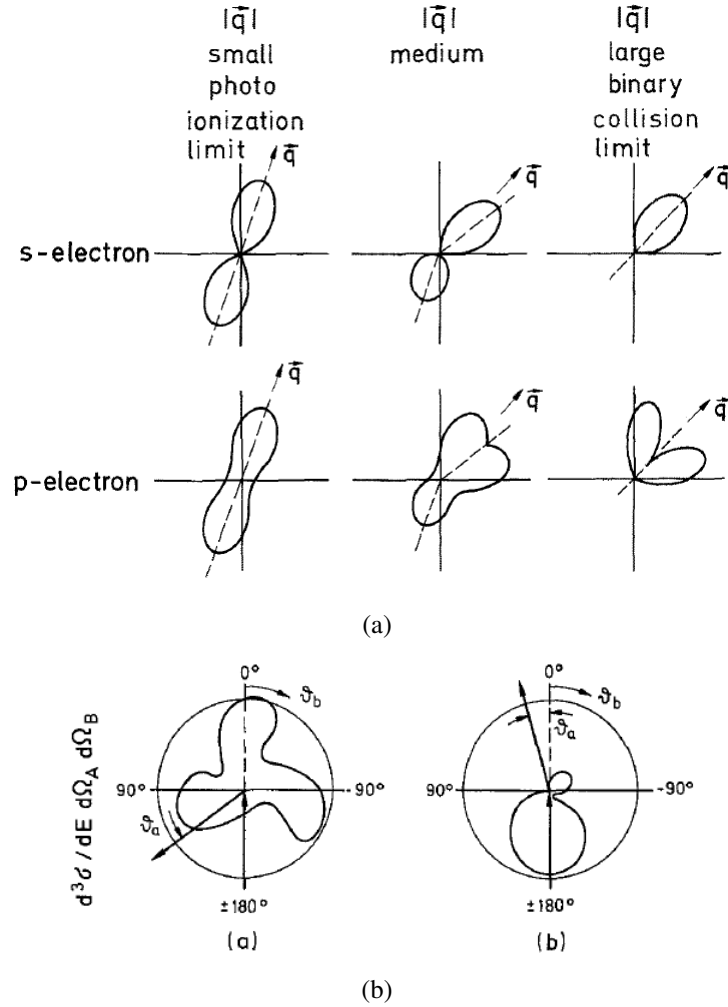 |q⃗| |q⃗| |q⃗|
small medium large
photo binary
ionization collision
limit limit
q⃗ q⃗ q⃗
s-electron
q⃗ q⃗ q⃗
p-electron
(a)
0° 0°
ϑb ϑb
ϑa
90° -90° 90° -90°
ϑa
d³σ/dE dΩA dΩB
±180° ±180°
(a) (b)
(b)